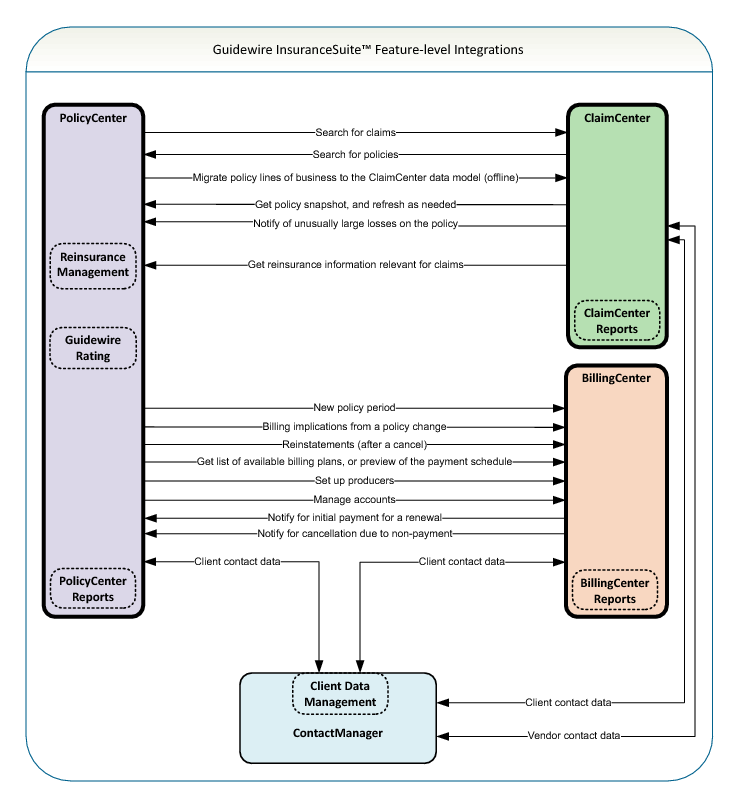 Guidewire InsuranceSuite™ Feature-level Integrations
PolicyCenter
ClaimCenter
Search for claims
Search for policies
Migrate policy lines of business to the ClaimCenter data model (offline)
Get policy snapshot, and refresh as needed
Notify of unusually large losses on the policy
Reinsurance
Management
Get reinsurance information relevant for claims
ClaimCenter
Reports
Guidewire
Rating
BillingCenter
New policy period
Billing implications from a policy change
Reinstatements (after a cancel)
Get list of available billing plans, or preview of the payment schedule
Set up producers
Manage accounts
Notify for initial payment for a renewal
Notify for cancellation due to non-payment
Client contact data
Client contact data
PolicyCenter
Reports
BillingCenter
Reports
Client Data
Management
ContactManager
Client contact data
Vendor contact data